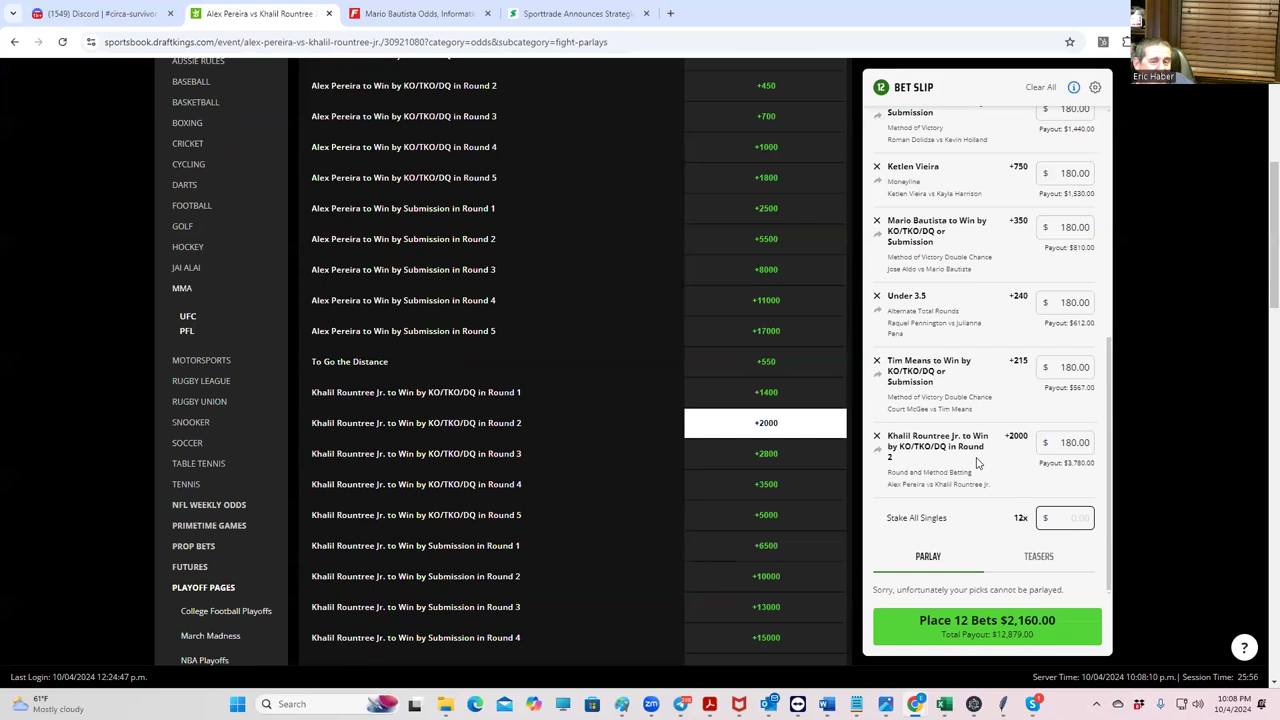 (1549) Discord | #circa-survivor
Alex Pereira vs Khalil Rountree
Mario Bautista Odds, Informati
Sporttrade Announces Strateg
sportsbook.draftkings.com/event/alex-pereira-vs-khalil-rountree-jr./30921080?category=odds&subcategory=fight-parlays
Eric Haber
AUSSIE RULES
BASEBALL
BASKETBALL
BOXING
CRICKET
CYCLING
DARTS
FOOTBALL
GOLF
HOCKEY
JAI ALAI
MMA
UFC
PFL
MOTORSPORTS
RUGBY LEAGUE
RUGBY UNION
SNOOKER
SOCCER
TABLE TENNIS
TENNIS
NFL WEEKLY ODDS
PRIMETIME GAMES
PROP BETS
FUTURES
PLAYOFF PAGES
College Football Playoffs
March Madness
NBA Playoffs
Alex Pereira to Win by KO/TKO/DQ in Round 2 +450
Alex Pereira to Win by KO/TKO/DQ in Round 3 +700
Alex Pereira to Win by KO/TKO/DQ in Round 4 +1000
Alex Pereira to Win by KO/TKO/DQ in Round 5 +1800
Alex Pereira to Win by Submission in Round 1 +2500
Alex Pereira to Win by Submission in Round 2 +5500
Alex Pereira to Win by Submission in Round 3 +8000
Alex Pereira to Win by Submission in Round 4 +11000
Alex Pereira to Win by Submission in Round 5 +17000
To Go the Distance +550
Khalil Rountree Jr. to Win by KO/TKO/DQ in Round 1 +1400
Khalil Rountree Jr. to Win by KO/TKO/DQ in Round 2 +2000
Khalil Rountree Jr. to Win by KO/TKO/DQ in Round 3 +2800
Khalil Rountree Jr. to Win by KO/TKO/DQ in Round 4 +3500
Khalil Rountree Jr. to Win by KO/TKO/DQ in Round 5 +5000
Khalil Rountree Jr. to Win by Submission in Round 1 +6500
Khalil Rountree Jr. to Win by Submission in Round 2 +10000
Khalil Rountree Jr. to Win by Submission in Round 3 +13000
Khalil Rountree Jr. to Win by Submission in Round 4 +15000
12 BET SLIP Clear All
Submission $ 180.00
Method of Victory Payout: $1,440.00
Roman Dolidze vs Kevin Holland
Ketlen Vieira +750 $ 180.00
Moneyline
Ketlen Vieira vs Kayla Harrison Payout: $1,530.00
Mario Bautista to Win by +350 $ 180.00
KO/TKO/DQ or
Submission Payout: $810.00
Method of Victory Double Chance
Jose Aldo vs Mario Bautista
Under 3.5 +240 $ 180.00
Alternate Total Rounds
Raquel Pennington vs Julianna Payout: $612.00
Pena
Tim Means to Win by +215 $ 180.00
KO/TKO/DQ or
Submission Payout: $567.00
Method of Victory Double Chance
Court McGee vs Tim Means
Khalil Rountree Jr. to Win +2000 $ 180.00
by KO/TKO/DQ in Round
2 Payout: $3,780.00
Round and Method Betting
Alex Pereira vs Khalil Rountree Jr.
Stake All Singles 12x $ 0.00
PARLAY TEASERS
Sorry, unfortunately your picks cannot be parlayed.
Place 12 Bets $2,160.00
Total Payout: $12,879.00
?
Last Login: 10/04/2024 12:24:47 p.m.
Server Time: 10/04/2024 10:08:10 p.m.| Session Time: 25:56
61°F
Mostly cloudy
Search
10:08 PM
10/4/2024